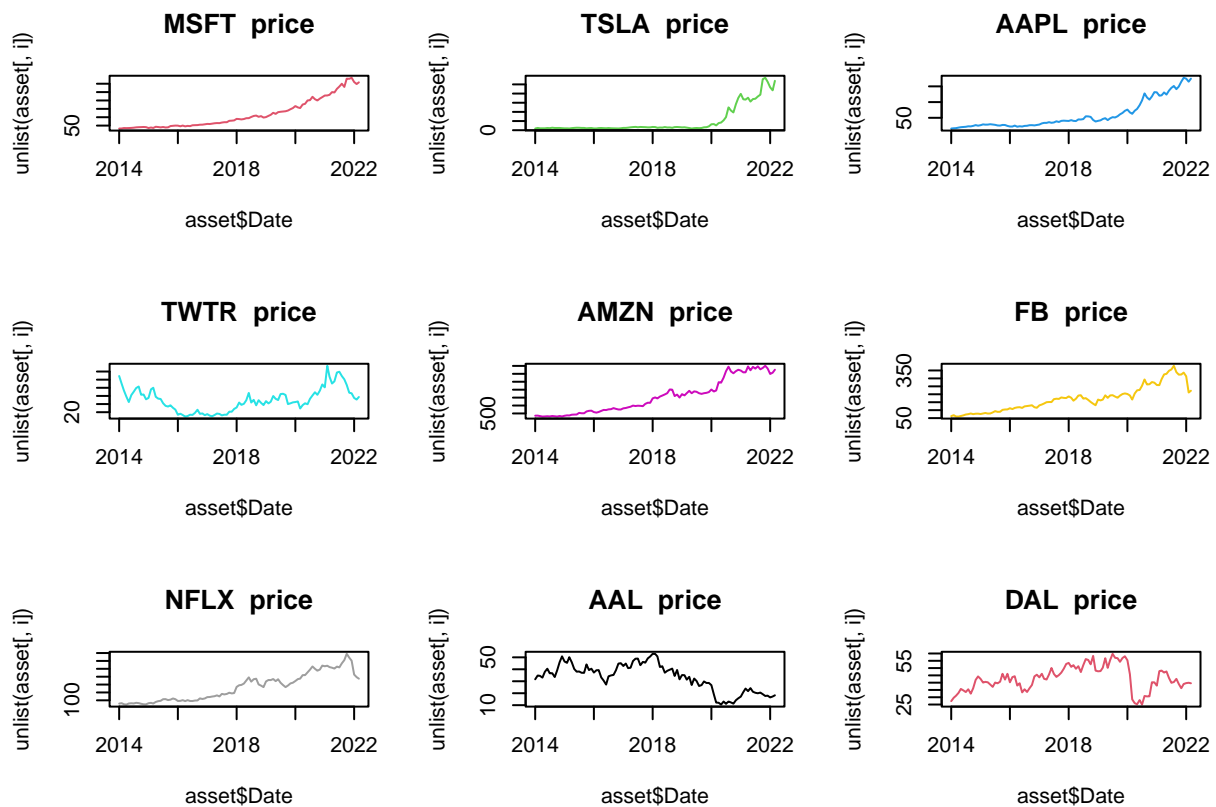 MSFT  price
unlist(asset[, i])
50
2014
2018
2022
asset$Date
TSLA  price
unlist(asset[, i])
0
2014
2018
2022
asset$Date
AAPL  price
unlist(asset[, i])
50
2014
2018
2022
asset$Date
TWTR  price
unlist(asset[, i])
20
2014
2018
2022
asset$Date
AMZN  price
unlist(asset[, i])
500
2014
2018
2022
asset$Date
FB  price
unlist(asset[, i])
350
50
2014
2018
2022
asset$Date
NFLX  price
unlist(asset[, i])
100
2014
2018
2022
asset$Date
AAL  price
unlist(asset[, i])
50
10
2014
2018
2022
asset$Date
DAL  price
unlist(asset[, i])
55
25
2014
2018
2022
asset$Date